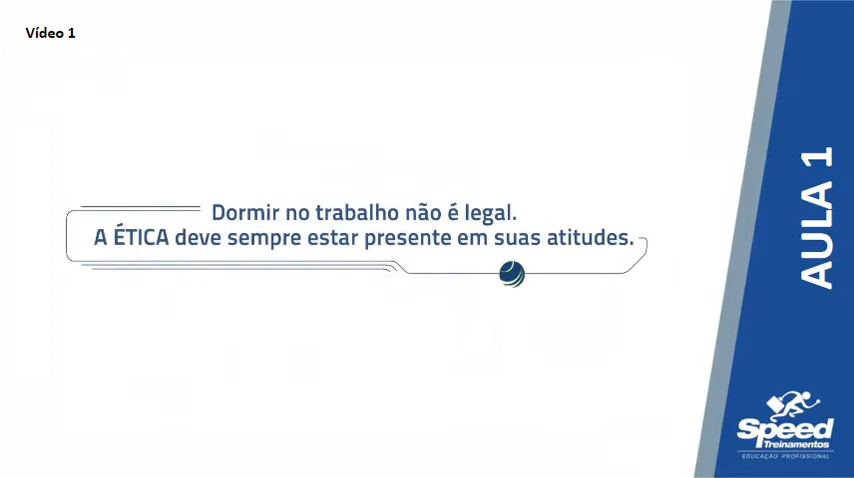 Vídeo 1
Dormir no trabalho não é legal.
A ÉTICA deve sempre estar presente em suas atitudes.
AULA 1
Speed
Treinamentos
EDUCAÇÃO PROFISSIONAL